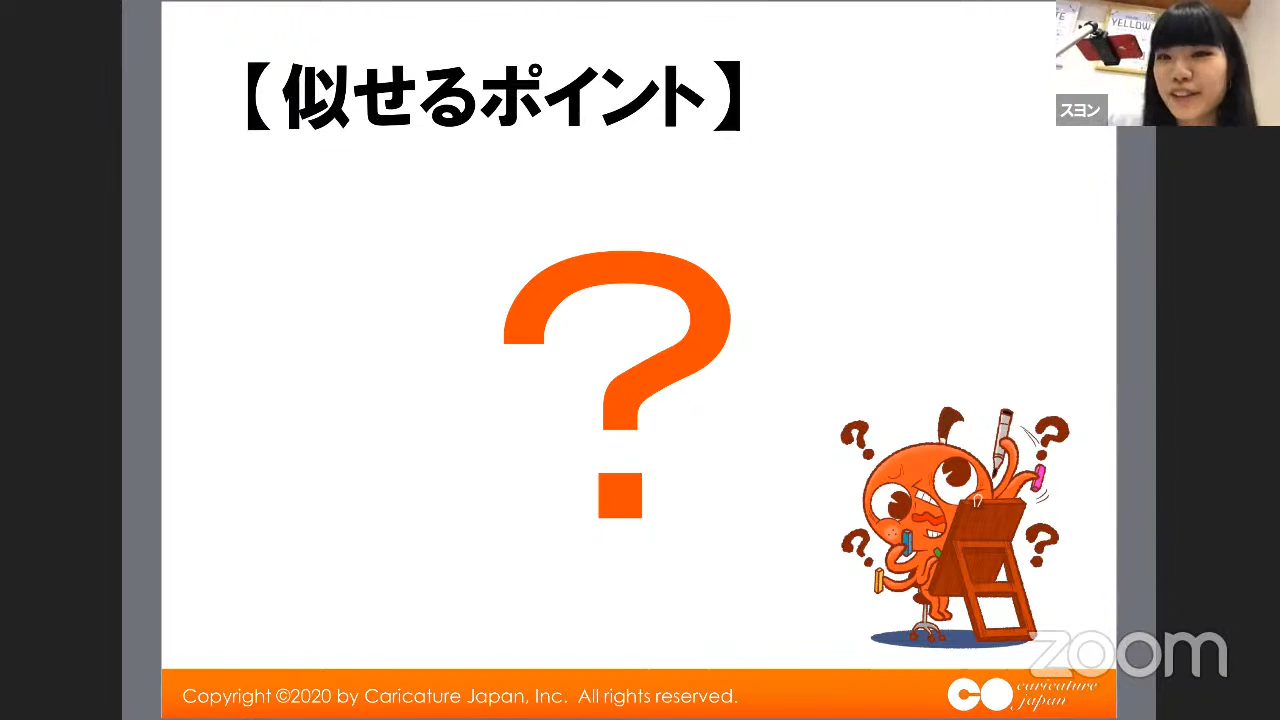 【似せるポイント】
YELLOW
スヨン
?
?
?
?
?
zoom
Copyright ©2020 by Caricature Japan, Inc. All rights reserved.
caricature
japan